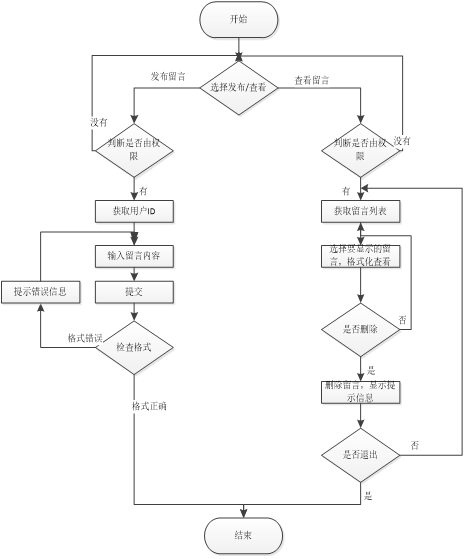 开始
选择发布/查看
发布留言
查看留言
没有
判断是否由权
限
有
获取用户ID
输入留言内容
提交
提示错误信息
格式错误
检查格式
格式正确
判断是否由权
限
没有
有
获取留言列表
选择要显示的留
言，格式化查看
是否删除
否
是
删除留言，显示提
示信息
是否退出
否
是
结束